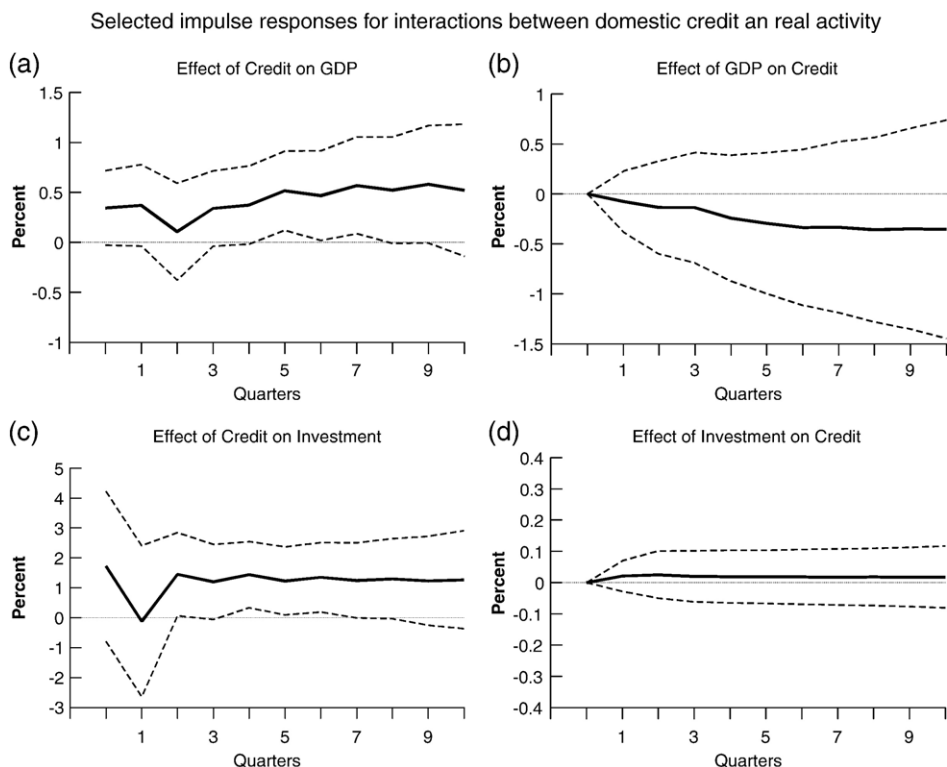 Selected impulse responses for interactions between domestic credit an real activity
(a)
Effect of Credit on GDP
1.5
1
0.5
0
-0.5
-1
Percent
1 3 5 7 9
Quarters
(b)
Effect of GDP on Credit
1
0.5
0
-0.5
-1
-1.5
Percent
1 3 5 7 9
Quarters
(c)
Effect of Credit on Investment
5
4
3
2
1
0
-1
-2
-3
Percent
1 3 5 7 9
Quarters
(d)
Effect of Investment on Credit
0.4
0.3
0.2
0.1
0
-0.1
-0.2
-0.3
-0.4
Percent
1 3 5 7 9
Quarters